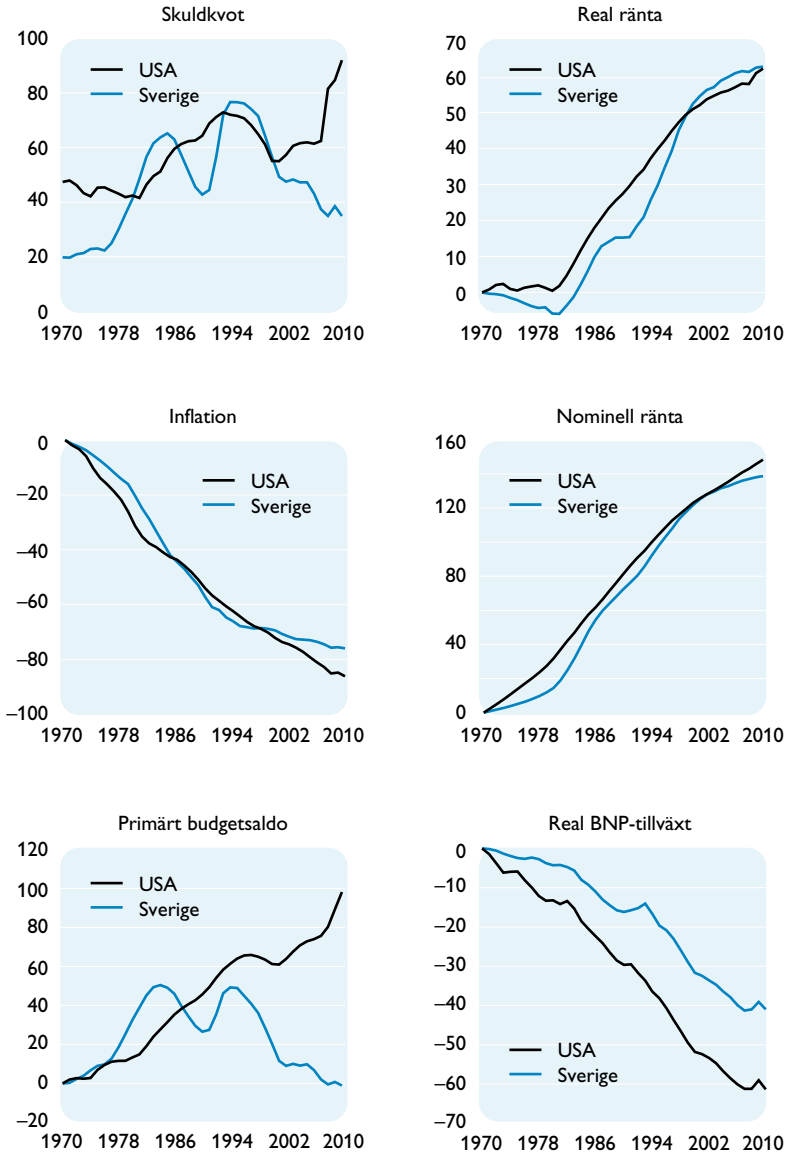 Skuldkvot
100
80
60
40
20
0
USA
Sverige
1970 1978 1986 1994 2002 2010
Real ränta
70
60
50
40
30
20
10
0
USA
Sverige
1970 1978 1986 1994 2002 2010
Inflation
0
–20
–40
–60
–80
–100
USA
Sverige
1970 1978 1986 1994 2002 2010
Nominell ränta
160
120
80
40
0
USA
Sverige
1970 1978 1986 1994 2002 2010
Primärt budgetsaldo
120
100
80
60
40
20
0
–20
USA
Sverige
1970 1978 1986 1994 2002 2010
Real BNP-tillväxt
0
–10
–20
–30
–40
–50
–60
–70
USA
Sverige
1970 1978 1986 1994 2002 2010